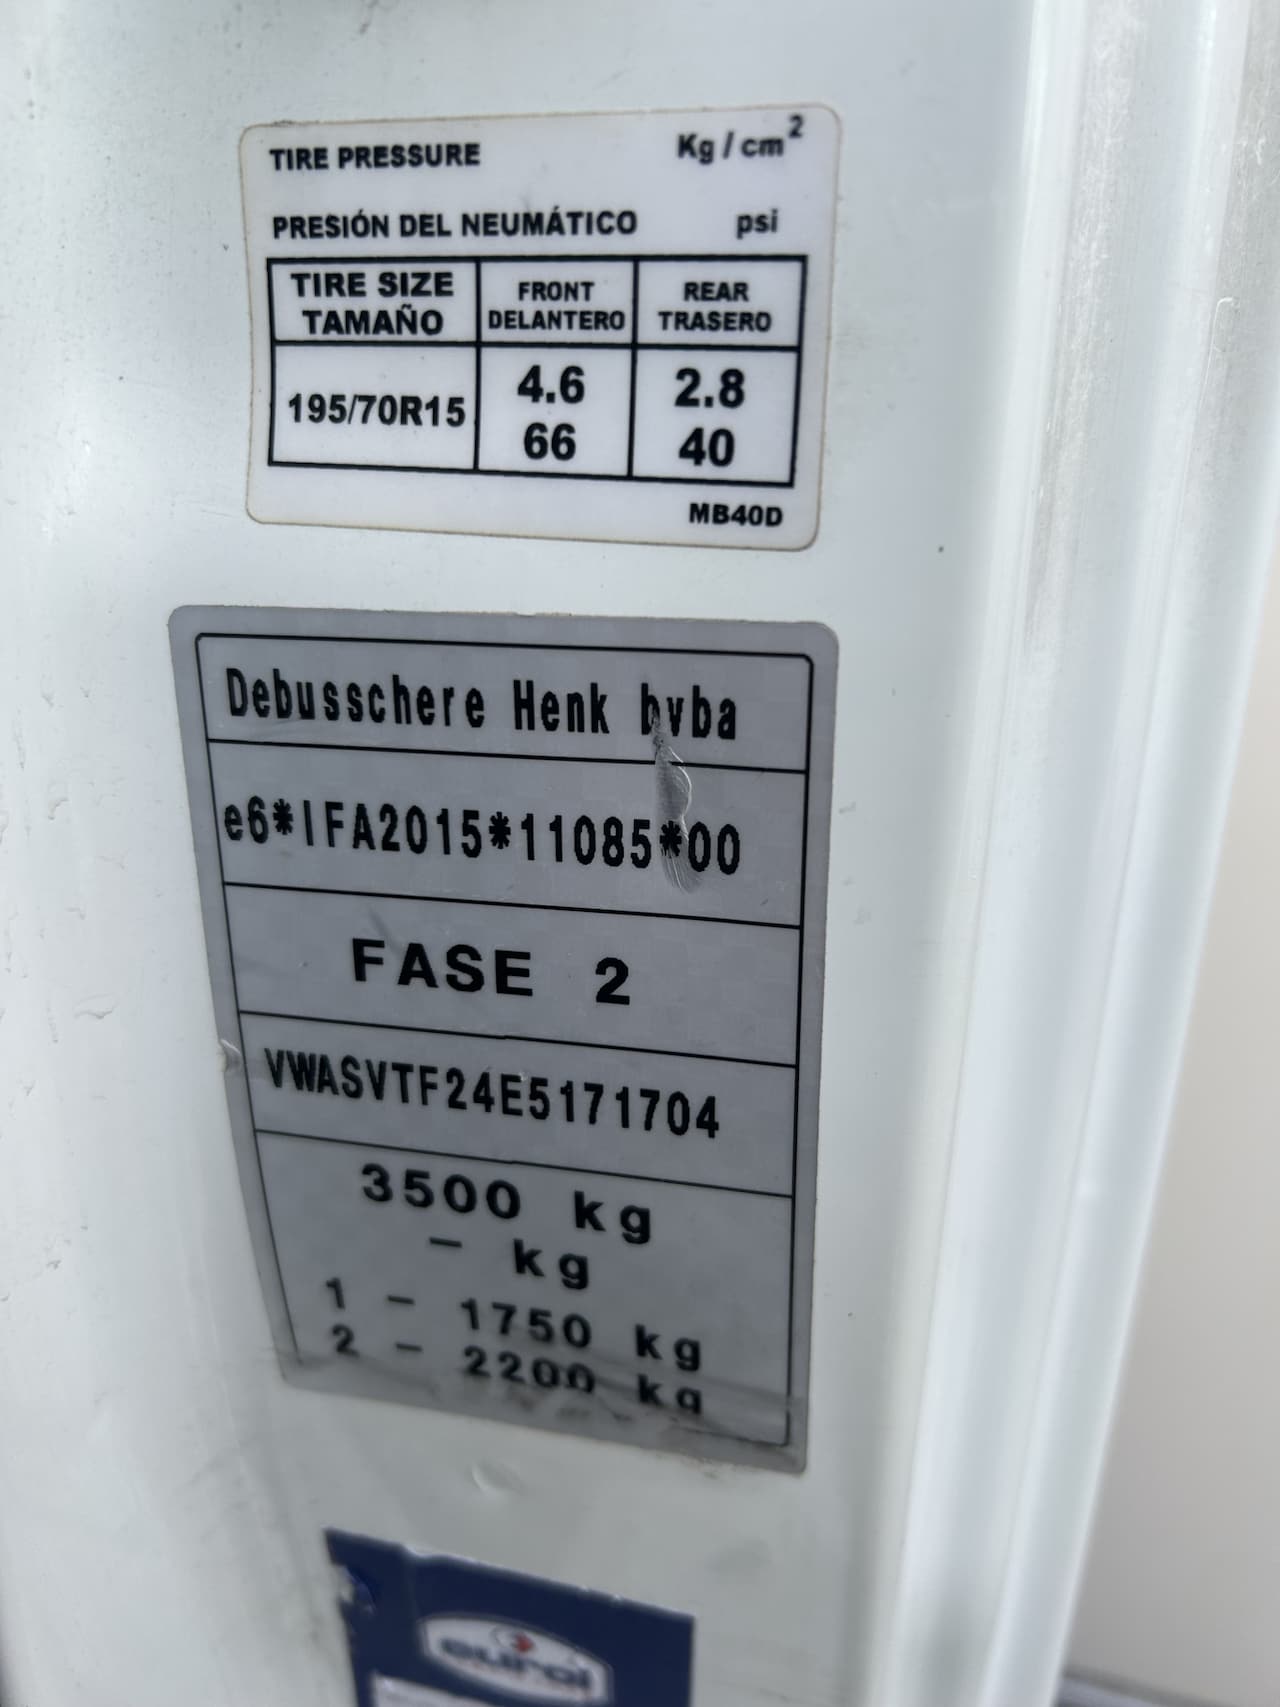 TIRE PRESSURE Kg / cm²
PRESIÓN DEL NEUMÁTICO psi
TIRE SIZE FRONT REAR
TAMAÑO DELANTERO TRASERO
195/70R15 4.6 2.8
66 40
MB40D
Debusschere Henk bvba
e6*IFA2015*11085*00
FASE 2
VWASVTF24E5171704
3500 kg
- kg
1 - 1750 kg
2 - 2200 kg
eurol